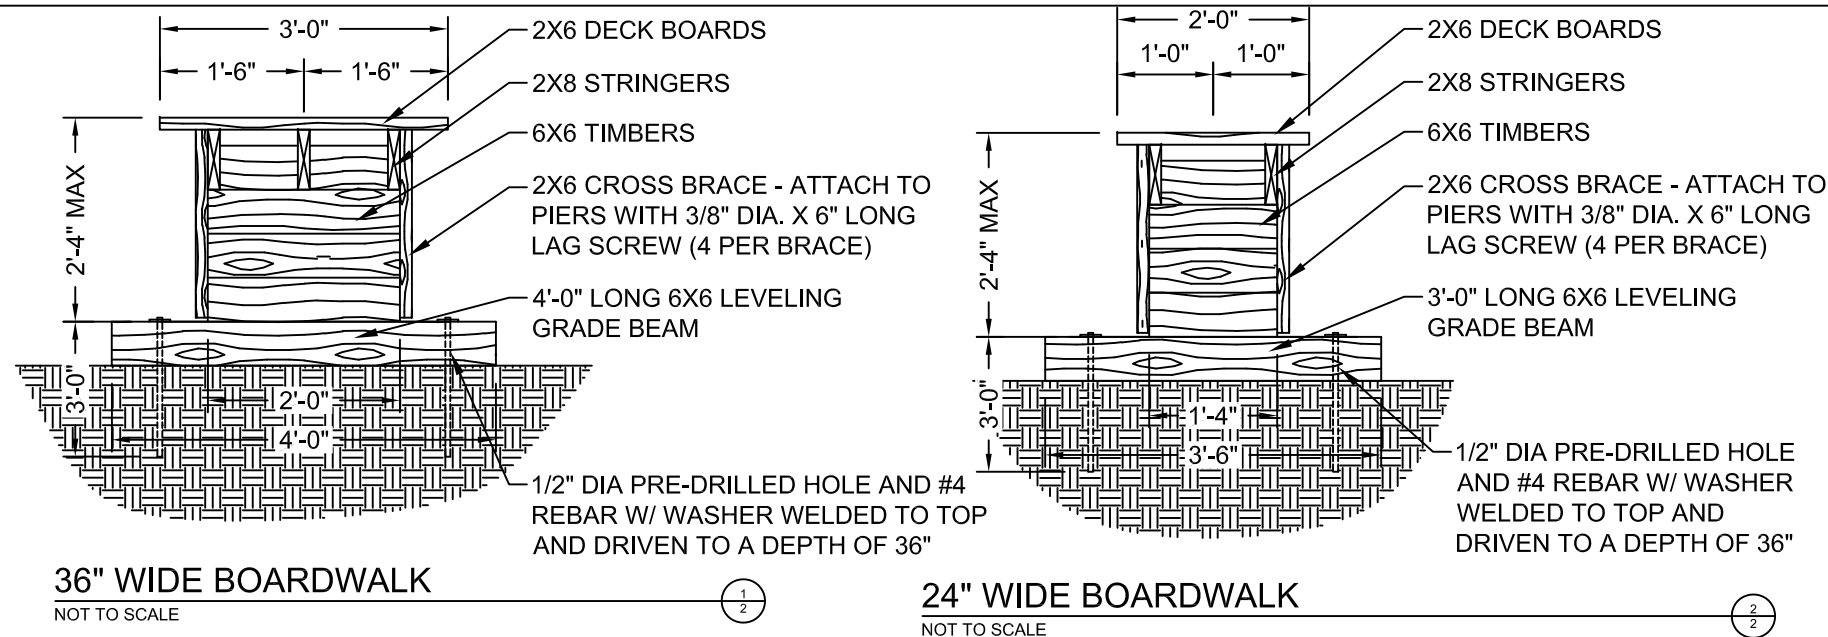 3'-0"
1'-6" 1'-6"
2'-4" MAX
3'-0"
2'-0"
4'-0"
2X6 DECK BOARDS
2X8 STRINGERS
6X6 TIMBERS
2X6 CROSS BRACE - ATTACH TO
PIERS WITH 3/8" DIA. X 6" LONG
LAG SCREW (4 PER BRACE)
4'-0" LONG 6X6 LEVELING
GRADE BEAM
1/2" DIA PRE-DRILLED HOLE AND #4
REBAR W/ WASHER WELDED TO TOP
AND DRIVEN TO A DEPTH OF 36"
36" WIDE BOARDWALK
NOT TO SCALE
1
2
2'-0"
1'-0" 1'-0"
2'-4" MAX
3'-0"
1'-4"
3'-6"
2X6 DECK BOARDS
2X8 STRINGERS
6X6 TIMBERS
2X6 CROSS BRACE - ATTACH TO
PIERS WITH 3/8" DIA. X 6" LONG
LAG SCREW (4 PER BRACE)
3'-0" LONG 6X6 LEVELING
GRADE BEAM
1/2" DIA PRE-DRILLED HOLE
AND #4 REBAR W/ WASHER
WELDED TO TOP AND
DRIVEN TO A DEPTH OF 36"
24" WIDE BOARDWALK
NOT TO SCALE
2
2